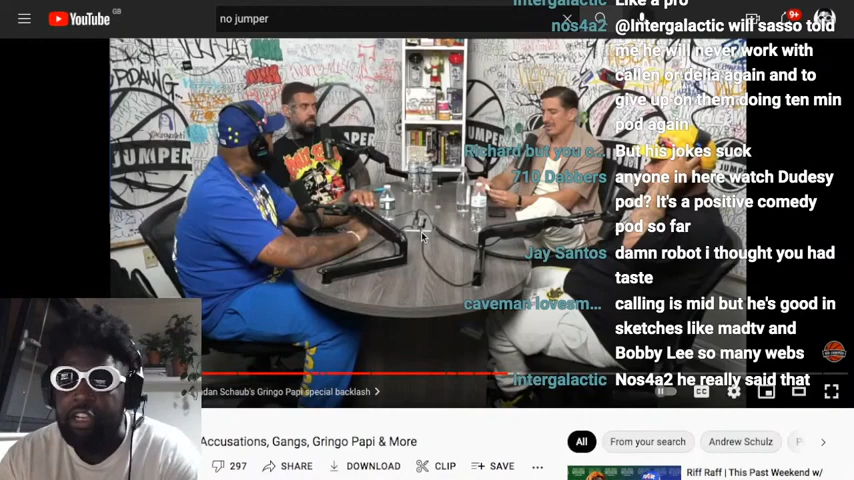 YouTube GB
no jumper
9+
JUMPER
JUMPER
Intergalactic Like a pro
nos4a2 @Intergalactic will sasso told
me he will never work with
callen or delia again and to
give up on them doing ten min
pod again
Richard but you c... But his jokes suck
710 Dabbers anyone in here watch Dudesy
pod? It's a positive comedy
pod so far
Jay Santos damn robot i thought you had
taste
caveman lovesm... calling is mid but he's good in
sketches like madtv and
Bobby Lee so many webs
Intergalactic Nos4a2 he really said that
dan Schaub's Gringo Papi special backlash
Accusations, Gangs, Gringo Papi & More
297 SHARE DOWNLOAD CLIP SAVE
All From your search Andrew Schulz P
Riff Raff | This Past Weekend w/